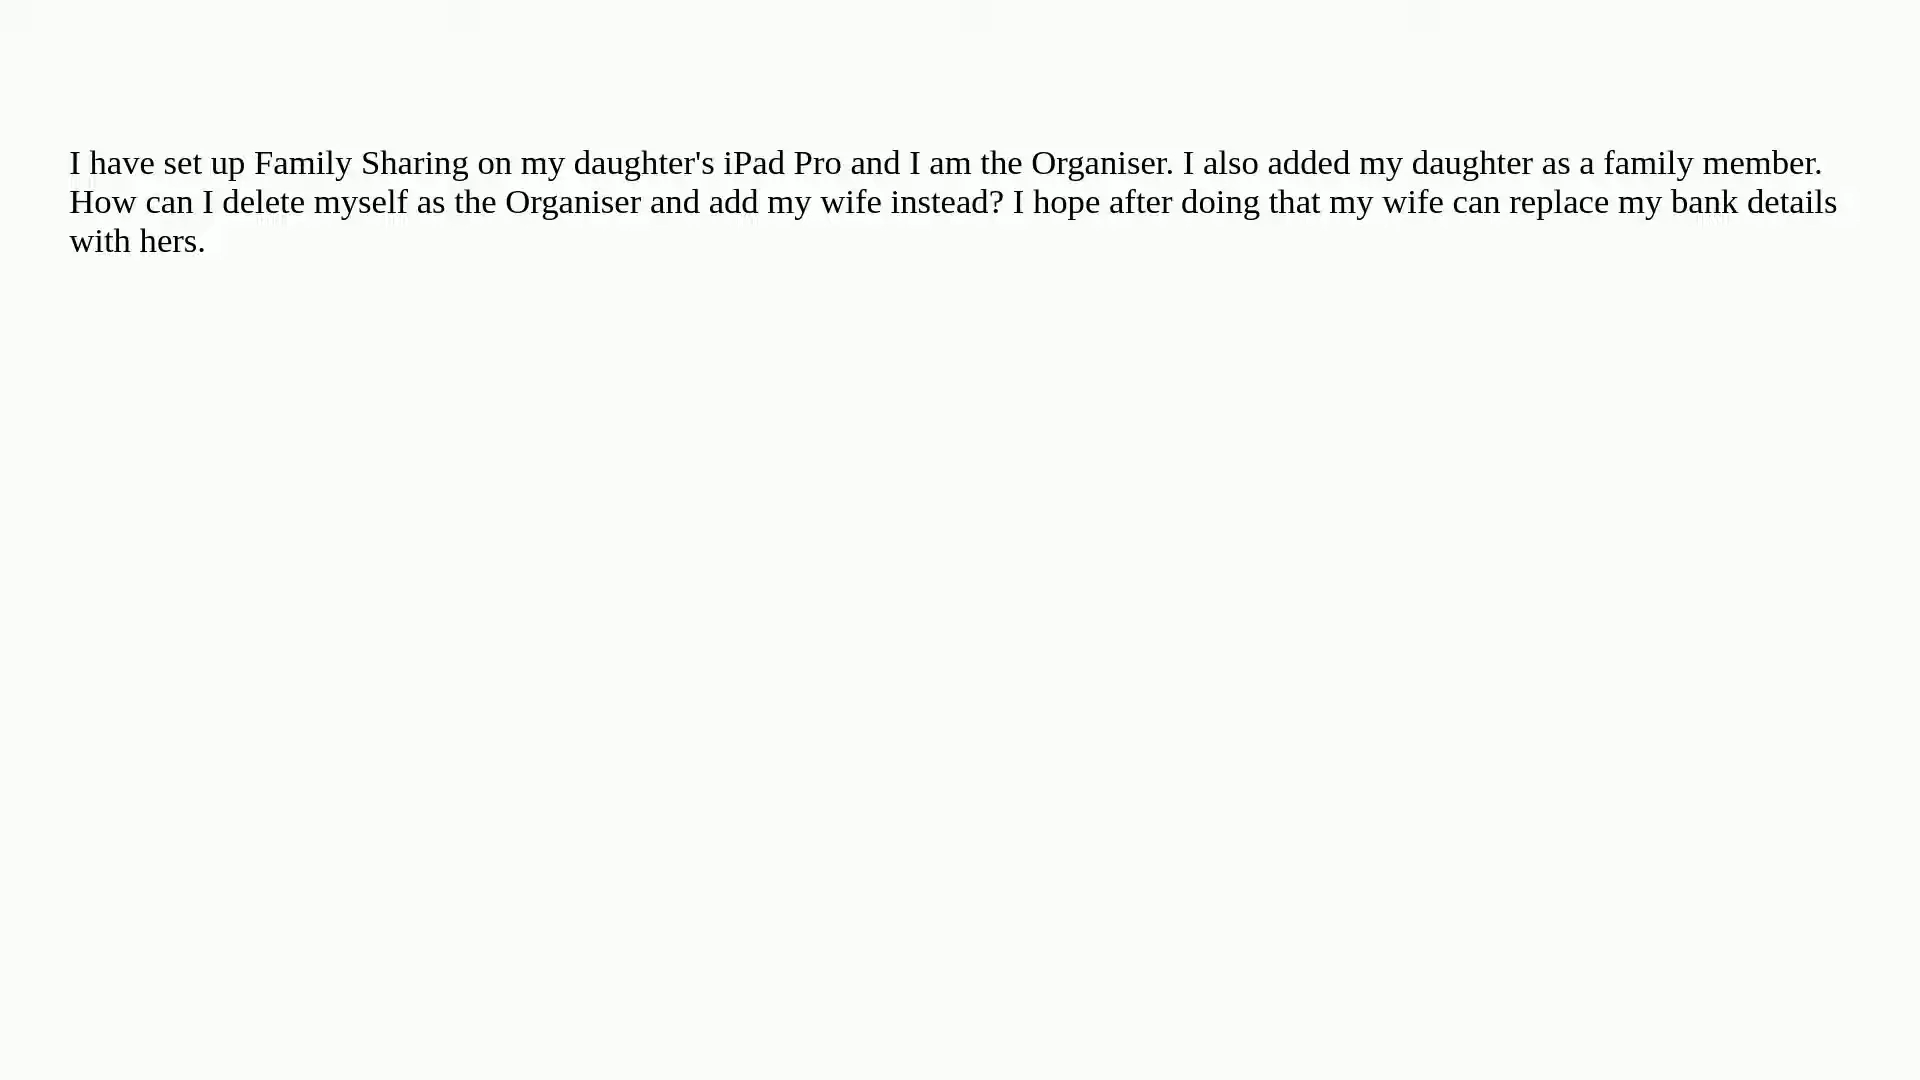 I have set up Family Sharing on my daughter's iPad Pro and I am the Organiser. I also added my daughter as a family member.
How can I delete myself as the Organiser and add my wife instead? I hope after doing that my wife can replace my bank details
with hers.